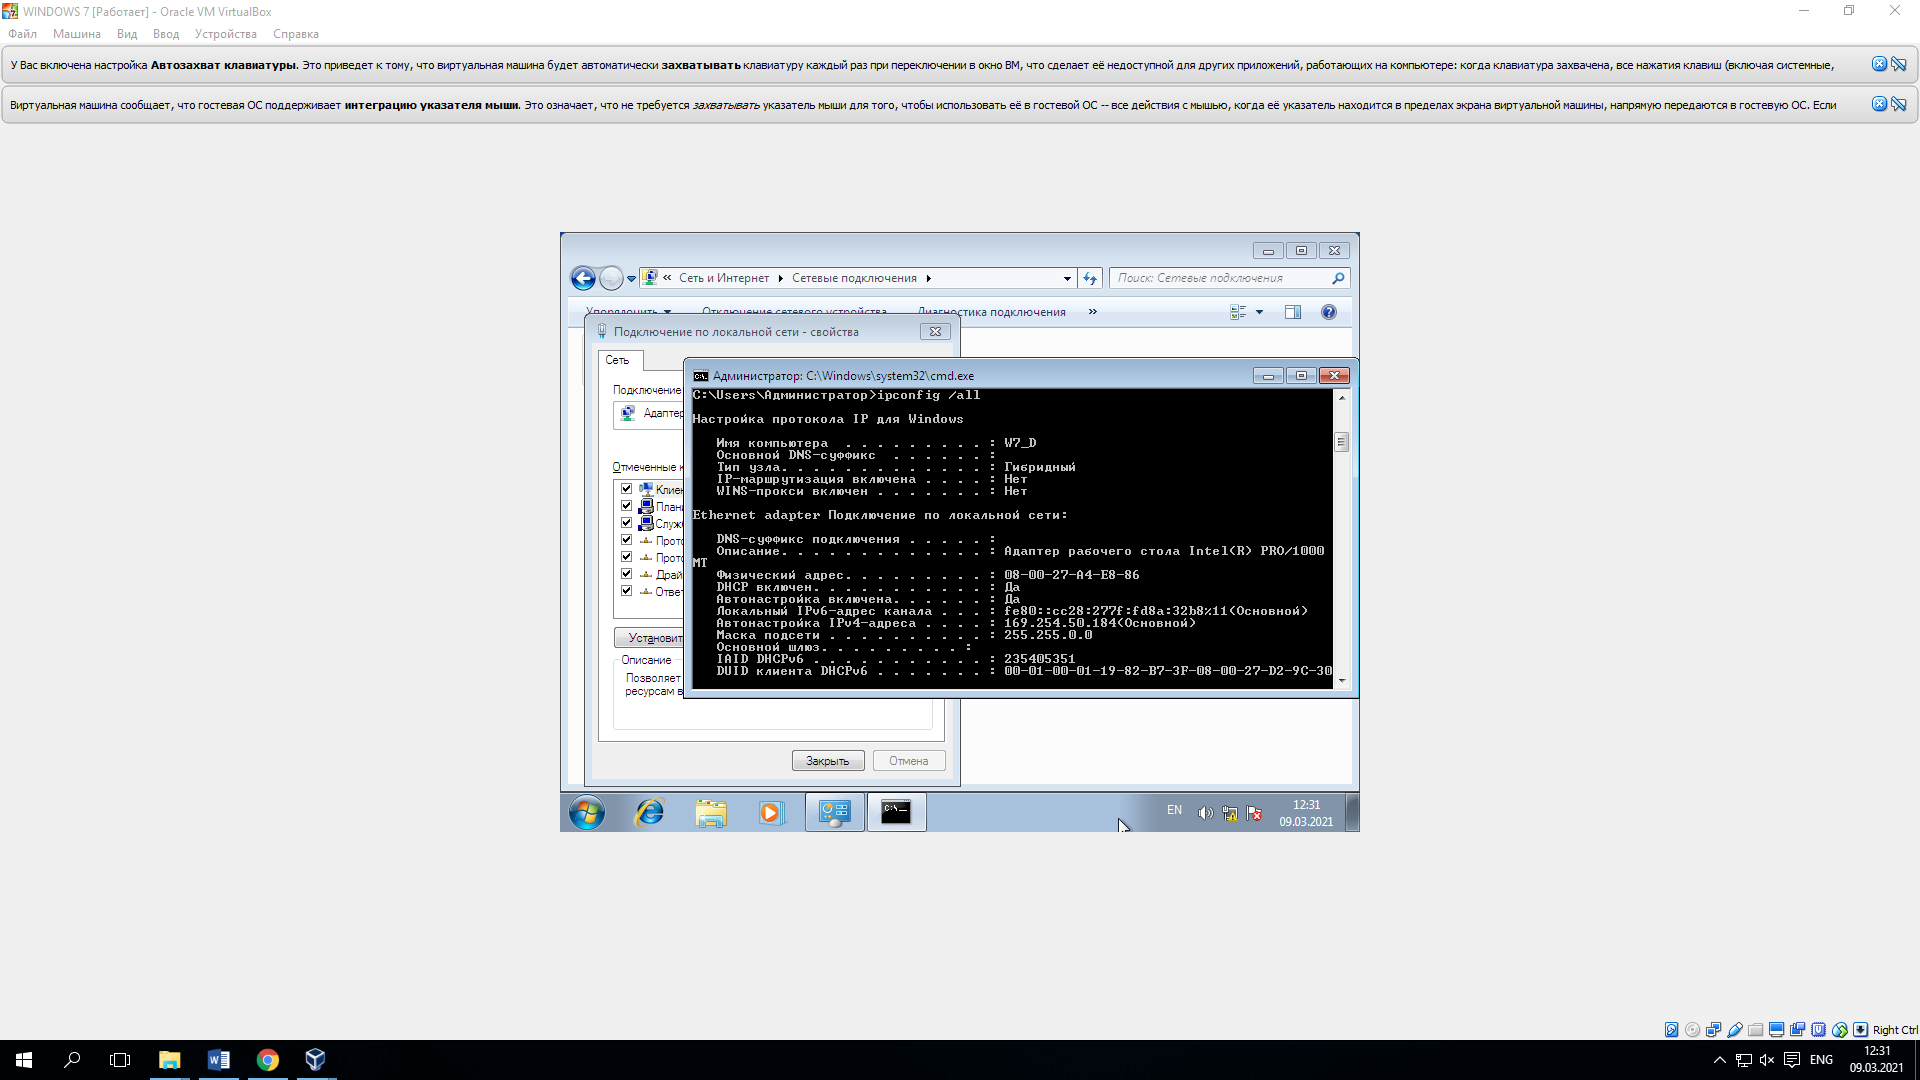 WINDOWS 7 [Работает] - Oracle VM VirtualBox
Файл Машина Вид Ввод Устройства Справка
У Вас включена настройка Автозахват клавиатуры. Это приведет к тому, что виртуальная машина будет автоматически захватывать клавиатуру каждый раз при переключении в окно ВМ, что сделает её недоступной для других приложений, работающих на компьютере: когда клавиатура захвачена, все нажатия клавиш (включая системные,
Виртуальная машина сообщает, что гостевая ОС поддерживает интеграцию указателя мыши. Это означает, что не требуется захватывать указатель мыши для того, чтобы использовать её в гостевой ОС -- все действия с мышью, когда её указатель находится в пределах экрана виртуальной машины, напрямую передаются в гостевую ОС. Если
« Сеть и Интернет Сетевые подключения Поиск: Сетевые подключения
Упорядочить Отключение сетевого устройства Диагностика подключения »
Подключение по локальной сети - свойства
Сеть
Подключение
Адаптер
Отмеченные к
Клиен
План
Служ
Прото
Прото
Драй
Ответ
Установит
Описание
Позволяет
ресурсам в
Закрыть Отмена
Администратор: C:\Windows\system32\cmd.exe
C:\Users\Администратор>ipconfig /all
Настройка протокола IP для Windows
Имя компьютера . . . . . . . . . : W7_D
Основной DNS-суффикс . . . . . . :
Тип узла. . . . . . . . . . . . . : Гибридный
IP-маршрутизация включена . . . . : Нет
WINS-прокси включен . . . . . . . : Нет
Ethernet adapter Подключение по локальной сети:
DNS-суффикс подключения . . . . . :
Описание. . . . . . . . . . . . . : Адаптер рабочего стола Intel(R) PRO/1000
MT
Физический адрес. . . . . . . . . : 08-00-27-A4-E8-86
DHCP включен. . . . . . . . . . . : Да
Автонастройка включена. . . . . . : Да
Локальный IPv6-адрес канала . . . : fe80::cc28:277f:fd8a:32b8%11(Основной)
Автонастройка IPv4-адреса . . . . : 169.254.50.184(Основной)
Маска подсети . . . . . . . . . . : 255.255.0.0
Основной шлюз. . . . . . . . . :
IAID DHCPv6 . . . . . . . . . . . : 235405351
DUID клиента DHCPv6 . . . . . . . : 00-01-00-01-19-82-B7-3F-08-00-27-D2-9C-30
EN 12:31
09.03.2021
Right Ctrl
ENG 12:31
09.03.2021